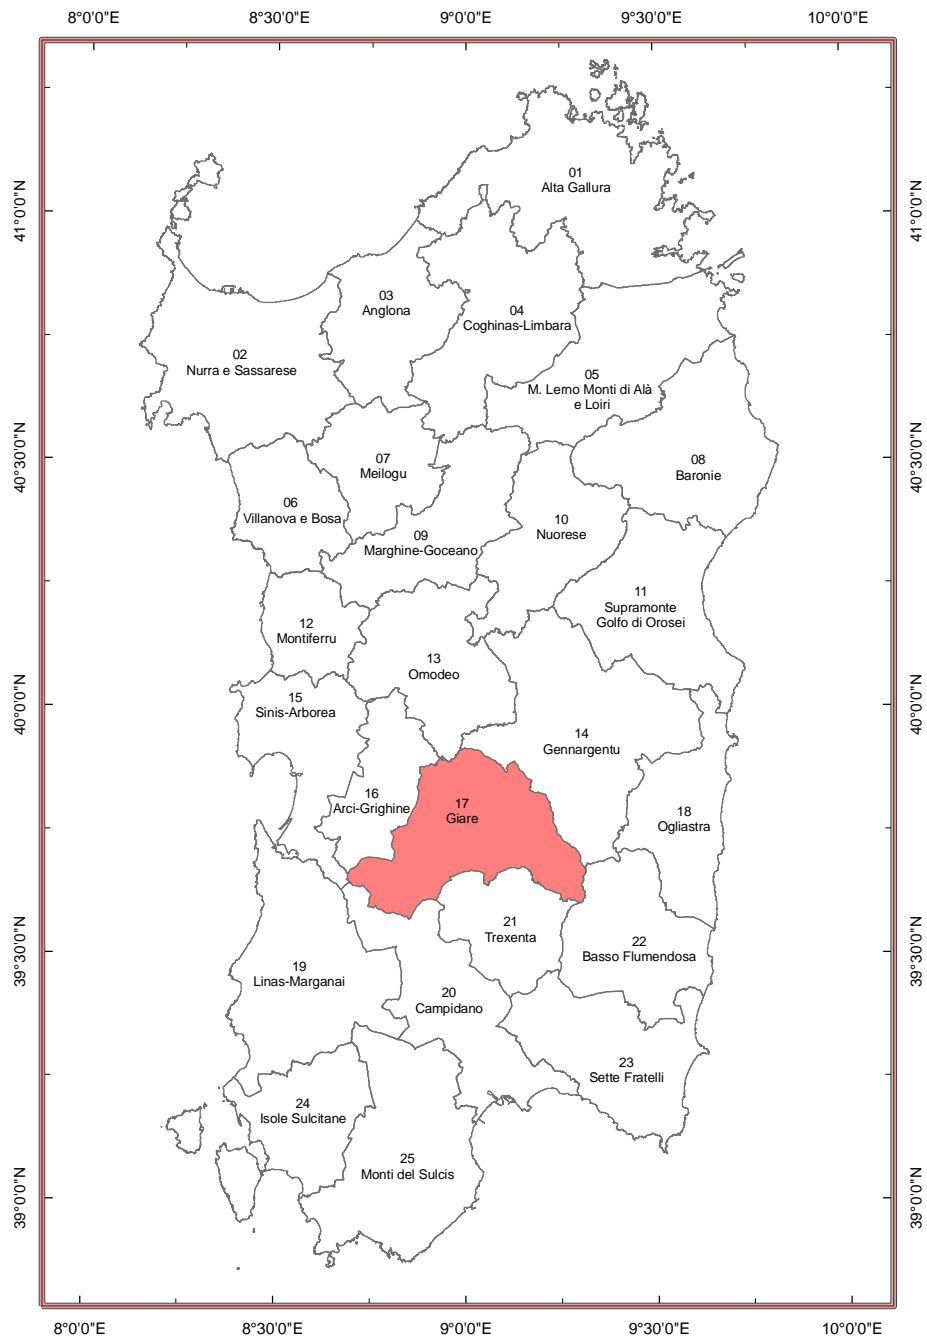 8°0'0"E 8°30'0"E 9°0'0"E 9°30'0"E 10°0'0"E
41°0'0"N
41°0'0"N
40°30'0"N
40°30'0"N
40°0'0"N
40°0'0"N
39°30'0"N
39°30'0"N
39°0'0"N
39°0'0"N
01
Alta Gallura
03
Anglona
04
Coghinas-Limbara
02
Nurra e Sassarese
05
M. Lerno Monti di Alà
e Loiri
07
Meilogu
08
Baronie
06
Villanova e Bosa
10
Nuorese
09
Marghine-Goceano
11
Supramonte
Golfo di Orosei
12
Montiferru
13
Omodeo
15
Sinis-Arborea
14
Gennargentu
16
Arci-Grighine
17
Giare
18
Ogliastra
21
Trexenta
22
Basso Flumendosa
19
Linas-Marganai
20
Campidano
23
Sette Fratelli
24
Isole Sulcitane
25
Monti del Sulcis
8°0'0"E 8°30'0"E 9°0'0"E 9°30'0"E 10°0'0"E